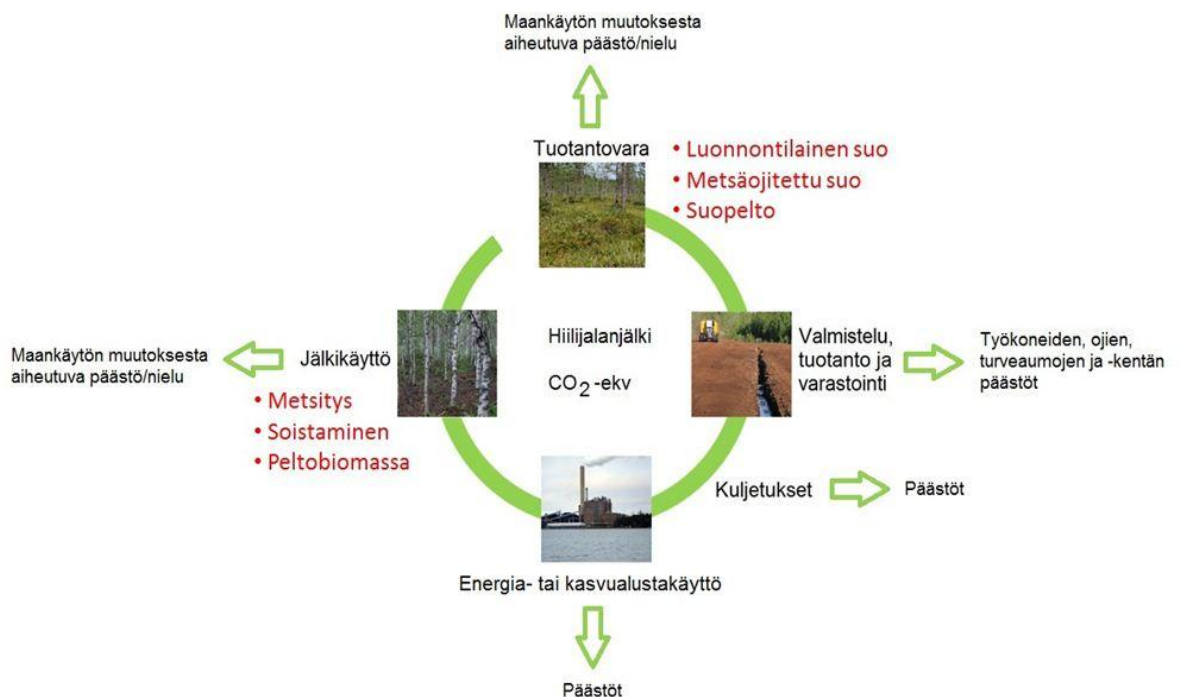 Maankäytön muutoksesta
aiheutuva päästö/nielu
Tuotantovara
• Luonnontilainen suo
• Metsäojitettu suo
• Suopelto
Hiilijalanjälki
CO2 -ekv
Valmistelu,
tuotanto ja
varastointi
Työkoneiden, ojien,
turveaumojen ja -kentän
päästöt
Maankäytön muutoksesta
aiheutuva päästö/nielu
Jälkikäyttö
• Metsitys
• Soistaminen
• Peltobiomassa
Kuljetukset
Päästöt
Energia- tai kasvualustakäyttö
Päästöt